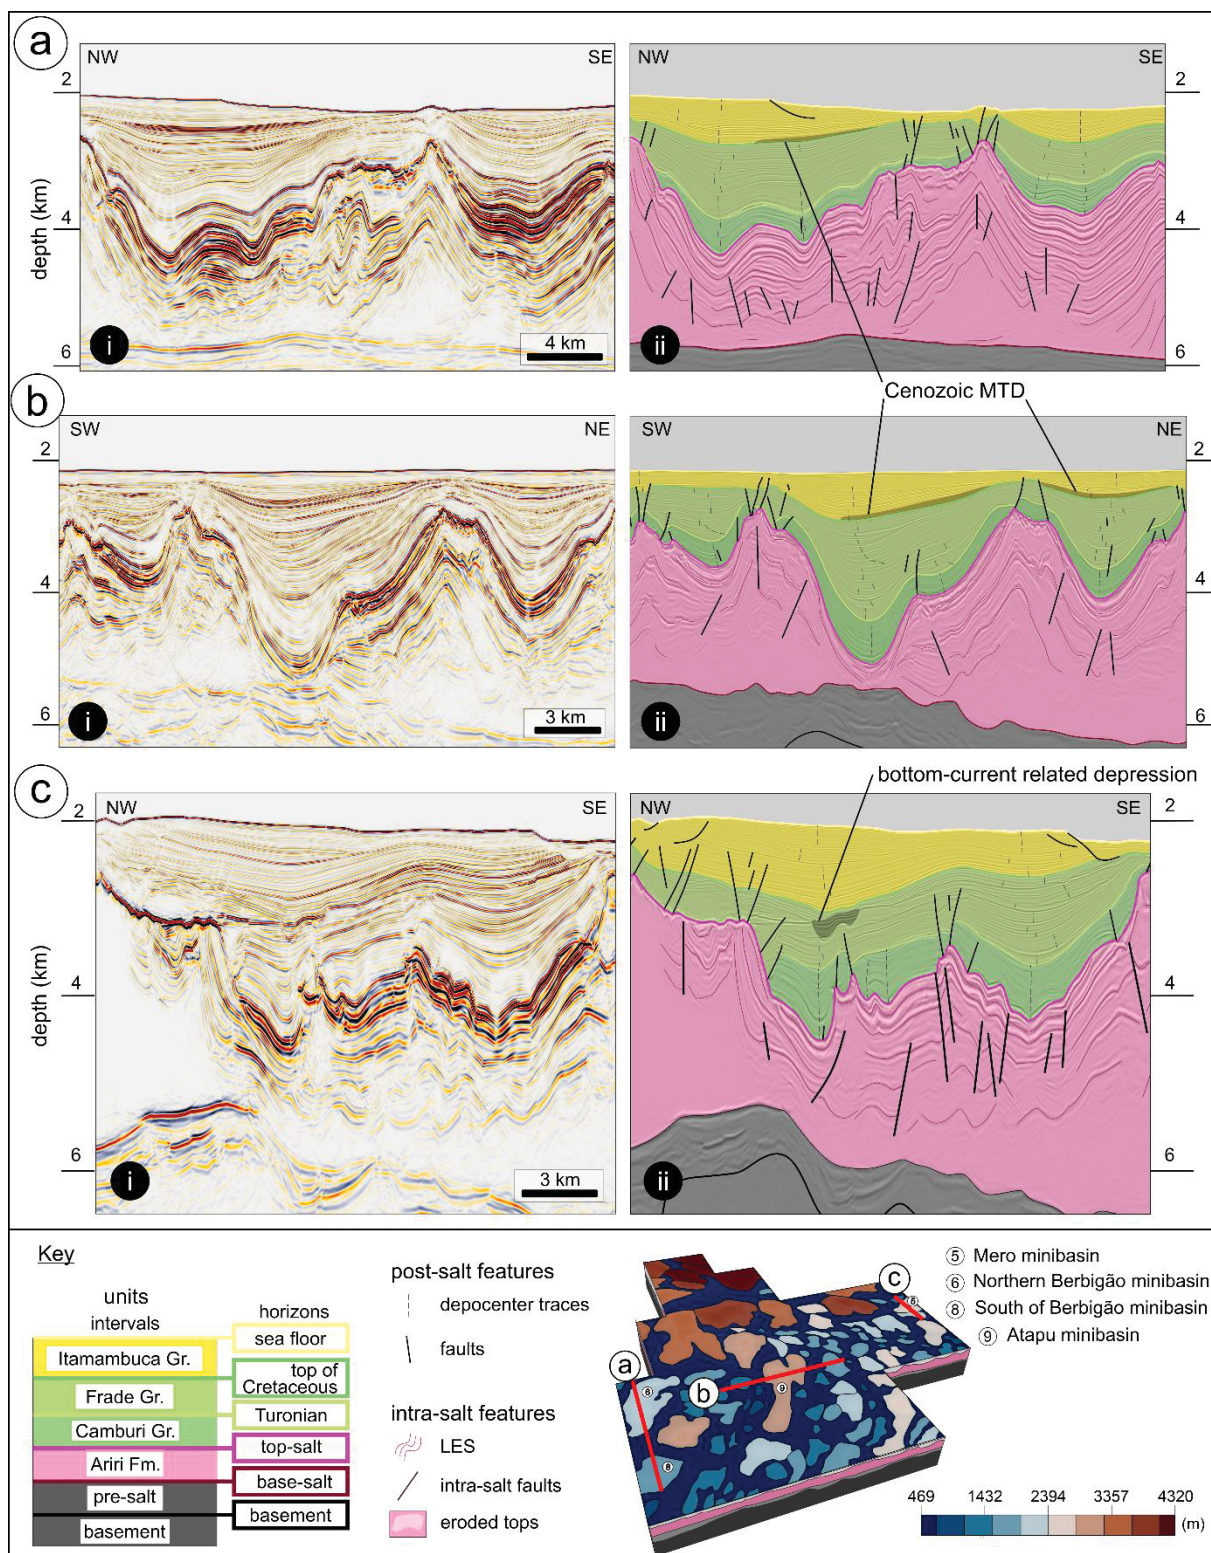 a
NW
SE
NW
SE
2
2
depth (km)
4
4
6
6
i
4 km
ii
Cenozoic MTD
b
SW
NE
SW
NE
2
2
4
4
6
6
i
3 km
ii
bottom-current related depression
c
NW
SE
NW
SE
2
2
depth (km)
4
4
6
6
i
3 km
ii
Key
units
intervals
horizons
Itamambuca Gr.
Frade Gr.
Camburi Gr.
Ariri Fm.
pre-salt
basement
sea floor
top of
Cretaceous
Turonian
top-salt
base-salt
basement
post-salt features
depocenter traces
faults
intra-salt features
LES
intra-salt faults
eroded tops
a
b
c
6
8
9
5
5 Mero minibasin
6 Northern Berbigão minibasin
8 South of Berbigão minibasin
9 Atapu minibasin
469 1432 2394 3357 4320
(m)